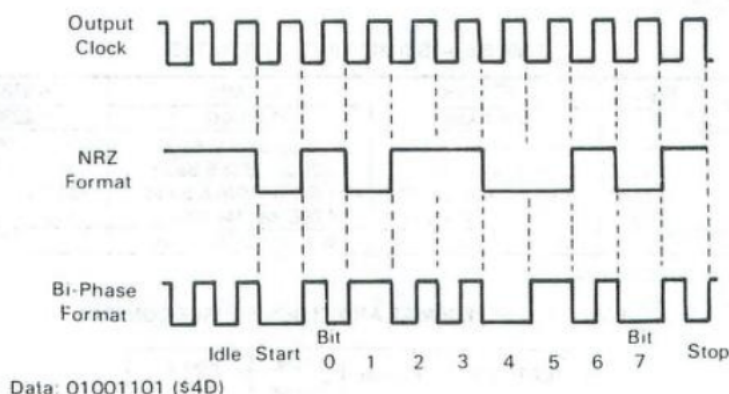 Output
Clock
NRZ
Format
Bi-Phase
Format
Idle Start Bit 0 1 2 3 4 5 6 Bit 7 Stop
Data: 01001101 ($4D)